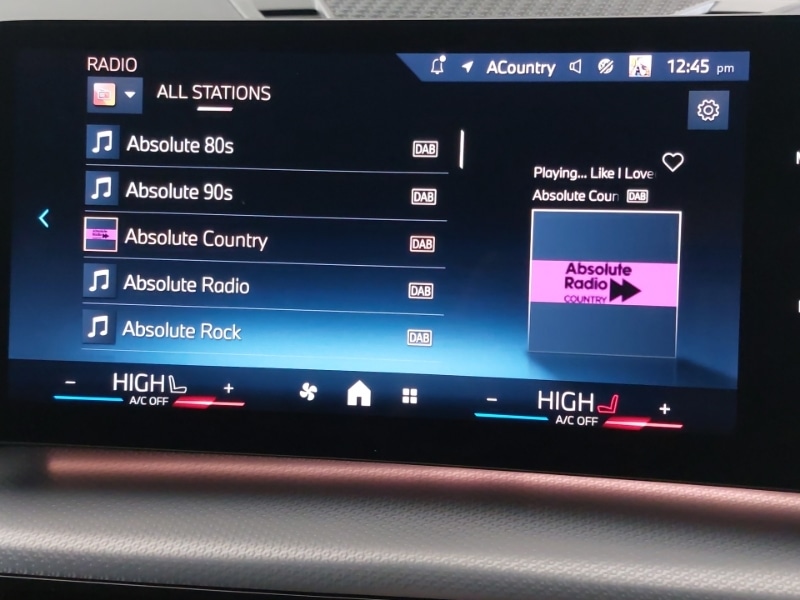 RADIO
ACountry
12:45 pm
ALL STATIONS
Absolute 80s DAB
Absolute 90s DAB
Absolute Country DAB
Absolute Radio DAB
Absolute Rock DAB
Playing... Like I Love
Absolute Coun DAB
Absolute
Radio
COUNTRY
− HIGH +
A/C OFF
− HIGH +
A/C OFF